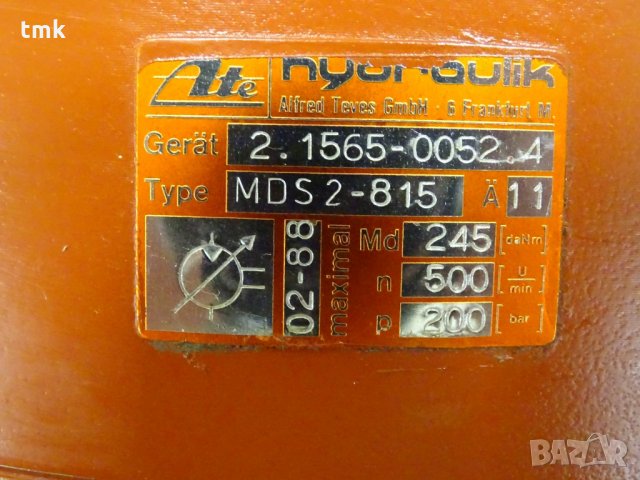 tmk
Ate hydraulik
Alfred Teves GmbH · 6 Frankfurt M.
Gerät 2.1565-0052.4
Type MDS2-815 Ä 11
02-88
maximal
Md 245 [daNm]
n 500 [U/min]
p 200 [bar]
BAZAR